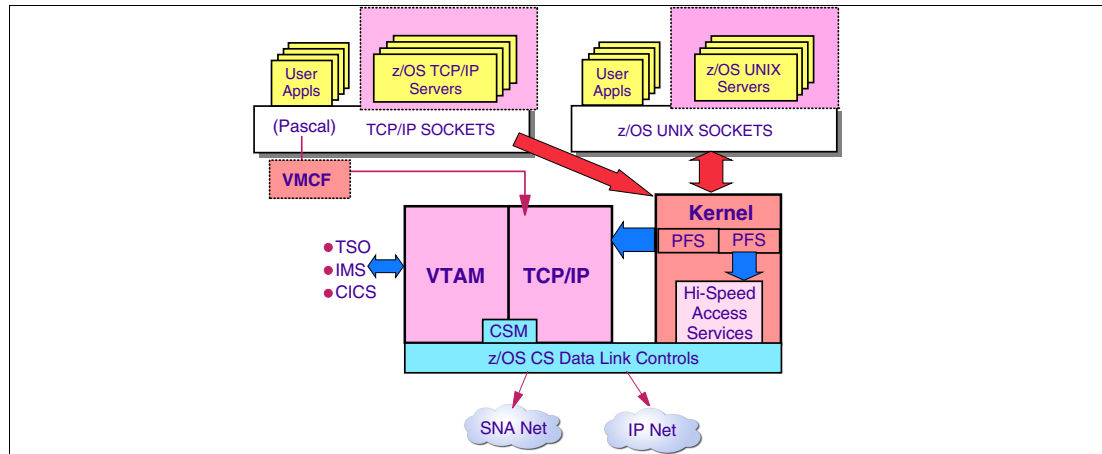 User
Appls
z/OS TCP/IP
Servers
(Pascal)
TCP/IP SOCKETS
User
Appls
z/OS UNIX
Servers
z/OS UNIX SOCKETS
VMCF
Kernel
PFS
PFS
Hi-Speed
Access
Services
TSO
IMS
CICS
VTAM
TCP/IP
CSM
z/OS CS Data Link Controls
SNA Net
IP Net